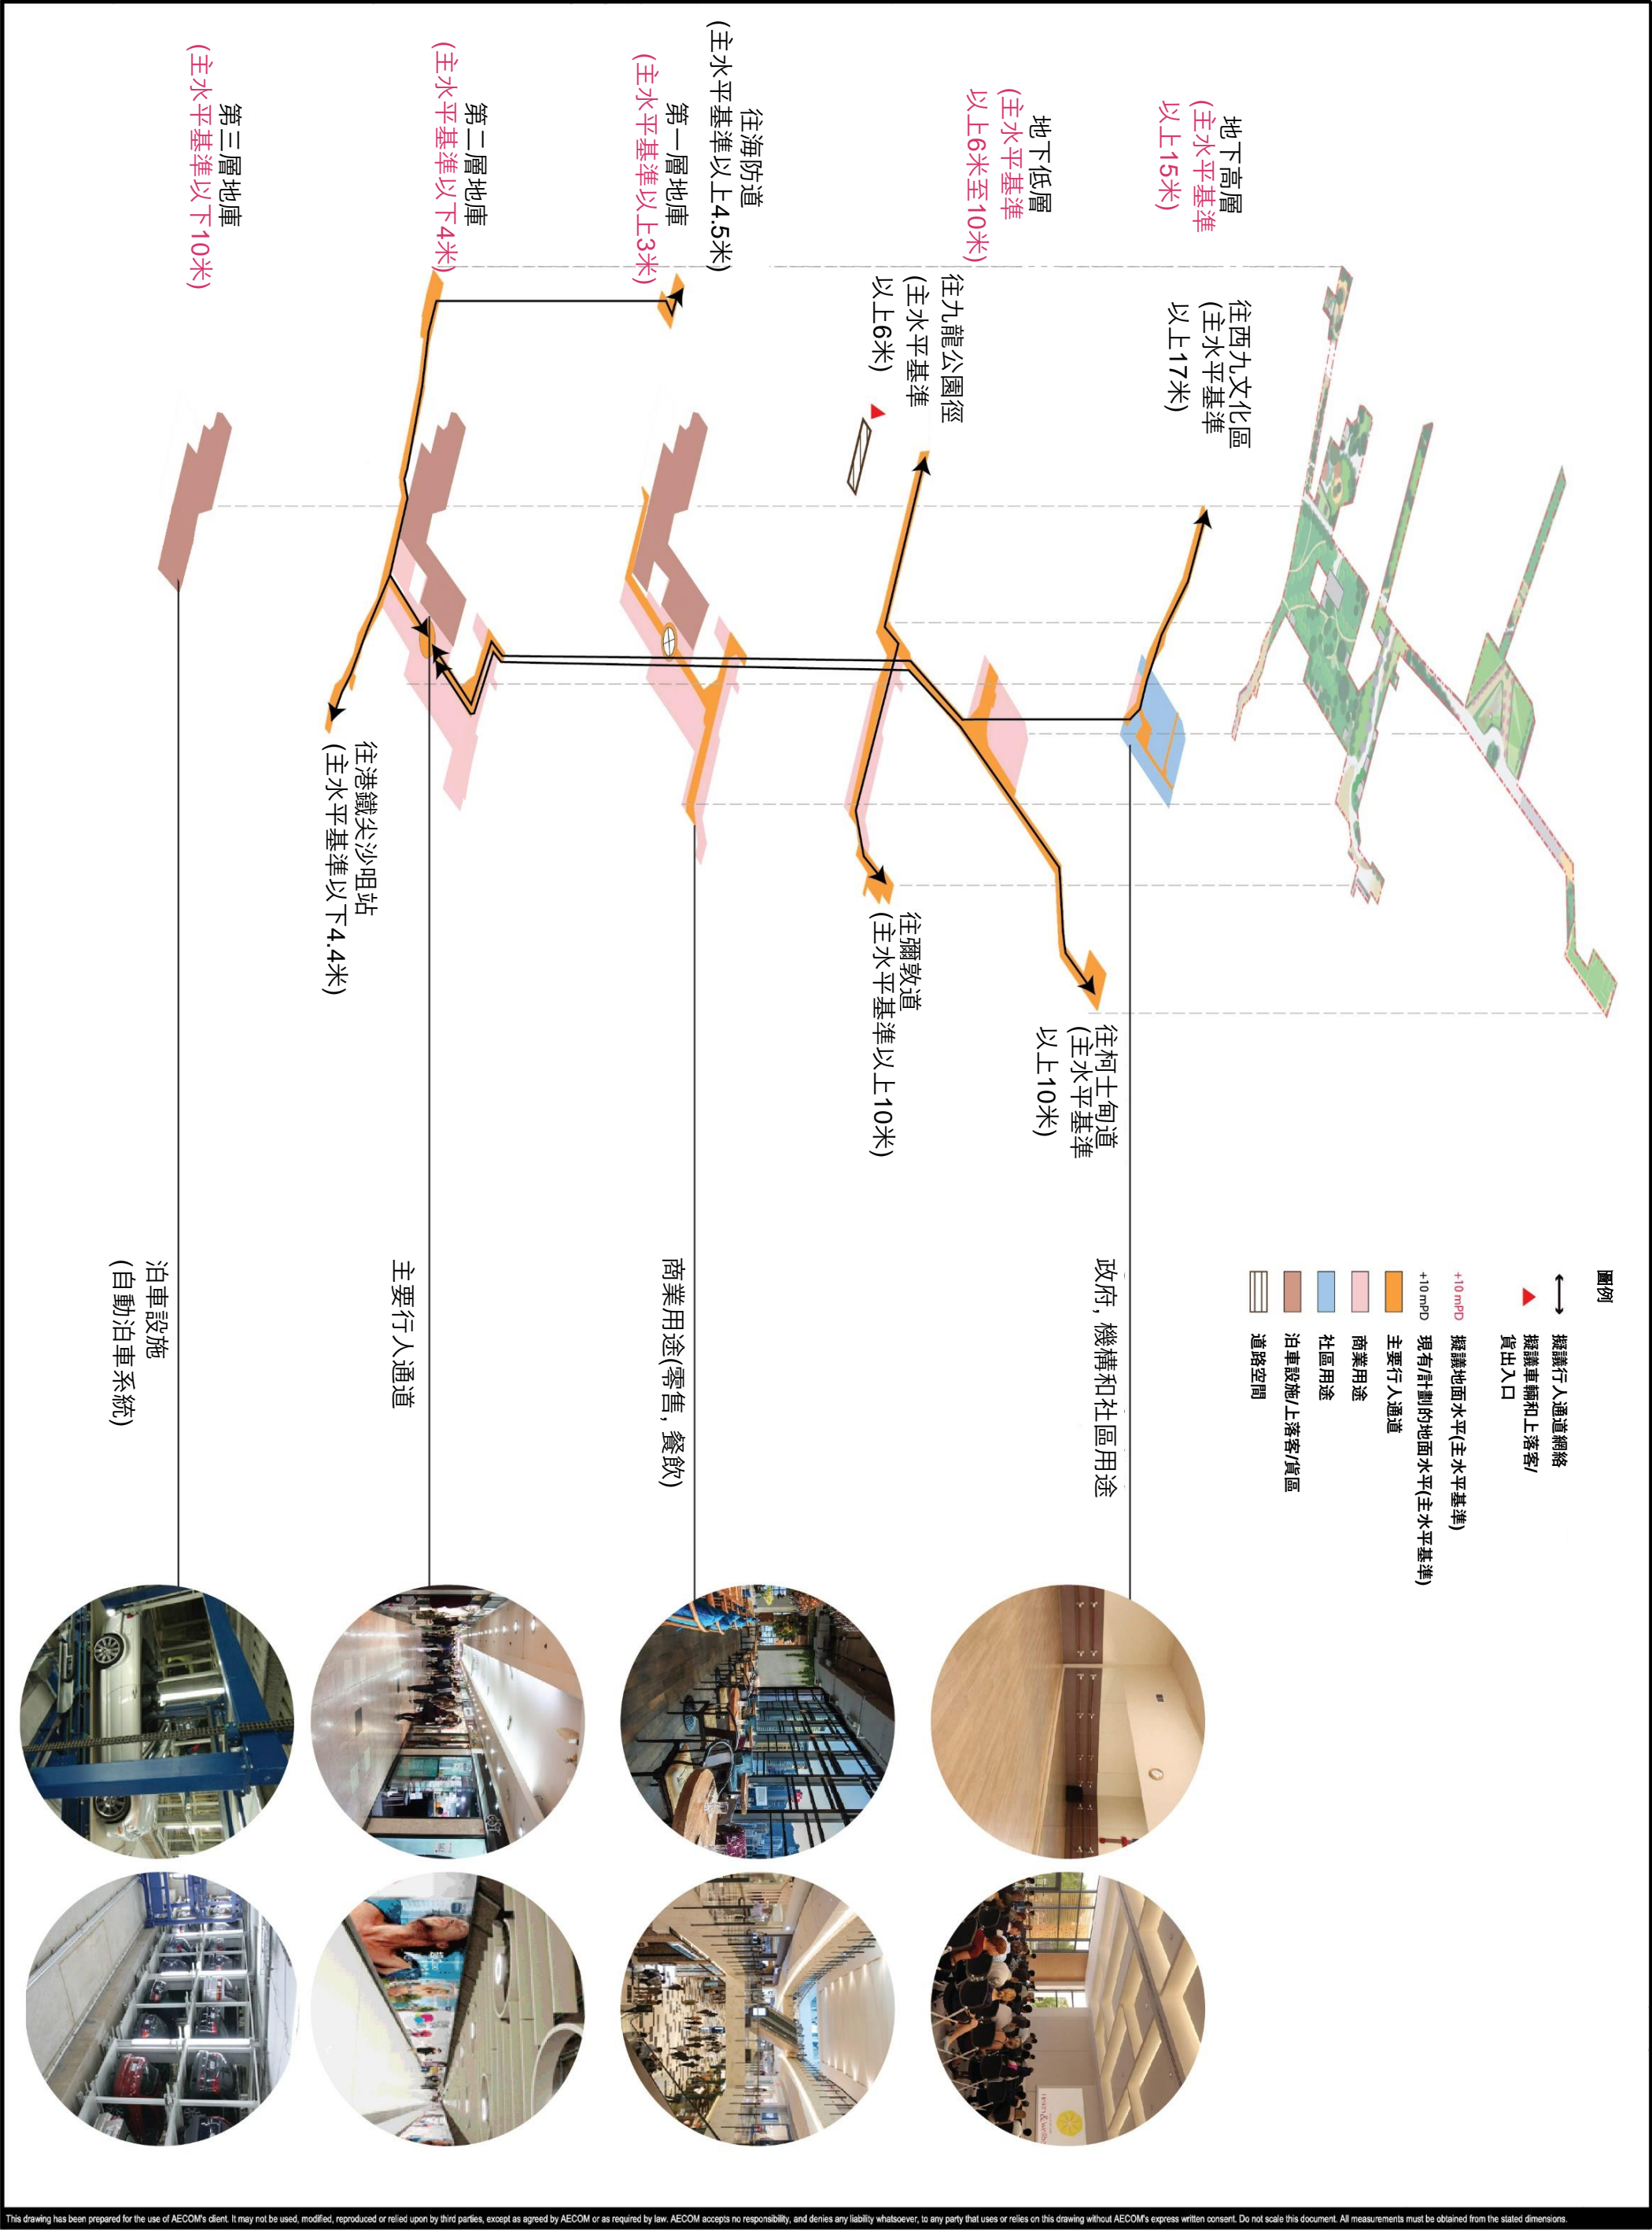 地下高層
(主水平基準
以上15米)
往西九文化區
(主水平基準
以上17米)
地下低層
(主水平基準
以上6米至10米)
往九龍公園徑
(主水平基準
以上6米)
往柯士甸道
(主水平基準
以上10米)
往彌敦道
(主水平基準以上10米)
往海防道
(主水平基準以上4.5米)
第一層地庫
(主水平基準以上3米)
第二層地庫
(主水平基準以下4米)
往港鐵尖沙咀站
(主水平基準以下4.4米)
第三層地庫
(主水平基準以下10米)
圖例
擬議行人通道網絡
擬議車輛和上落客/
貨出入口
+10 mPD 擬議地面水平(主水平基準)
+10 mPD 現有/計劃的地面水平(主水平基準)
主要行人通道
商業用途
社區用途
泊車設施/上落客/貨區
道路空間
政府, 機構和社區用途
商業用途(零售, 餐飲)
主要行人通道
泊車設施
(自動泊車系統)
This drawing has been prepared for the use of AECOM's client. It may not be used, modified, reproduced or relied upon by third parties, except as agreed by AECOM or as required by law. AECOM accepts no responsibility, and denies any liability whatsoever, to any party that uses or relies on this drawing without AECOM's express written consent. Do not scale this document. All measurements must be obtained from the stated dimensions.